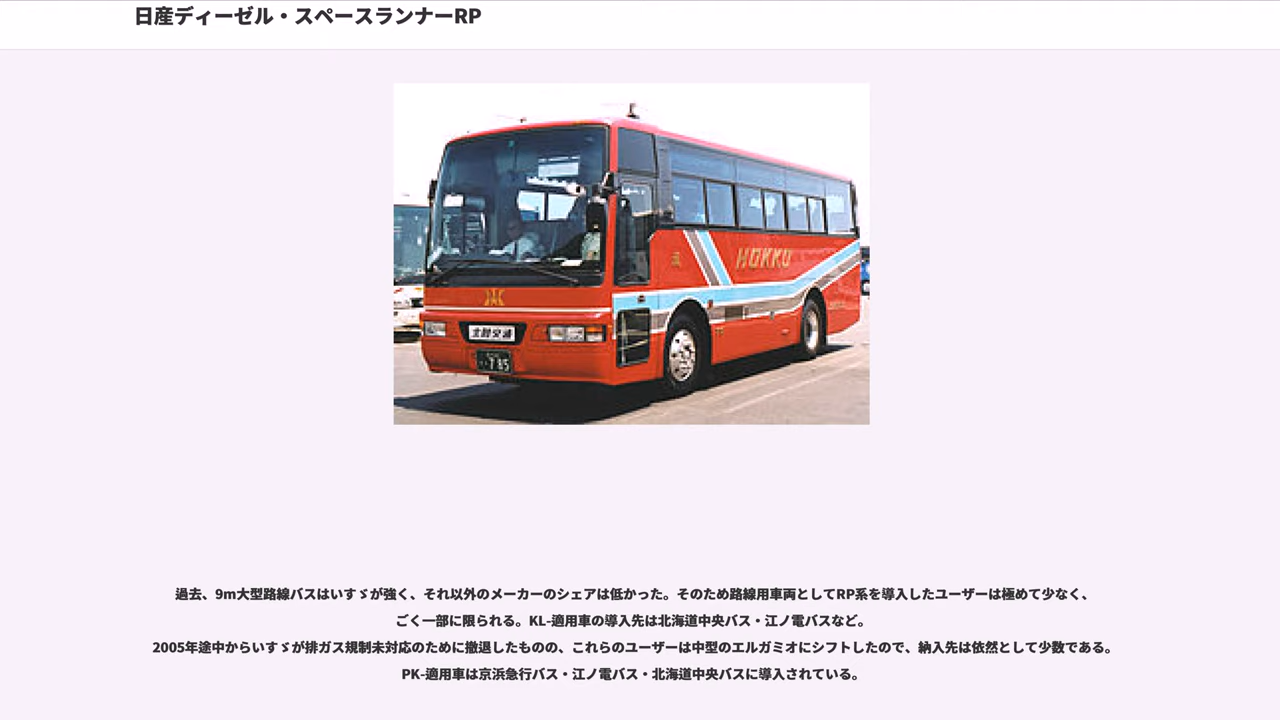 日産ディーゼル・スペースランナーRP
HOKKO
北都交通
785
過去、9m大型路線バスはいすゞが強く、それ以外のメーカーのシェアは低かった。そのため路線用車両としてRP系を導入したユーザーは極めて少なく、
ごく一部に限られる。KL-適用車の導入先は北海道中央バス・江ノ電バスなど。
2005年途中からいすゞが排ガス規制未対応のために撤退したものの、これらのユーザーは中型のエルガミオにシフトしたので、納入先は依然として少数である。
PK-適用車は京浜急行バス・江ノ電バス・北海道中央バスに導入されている。